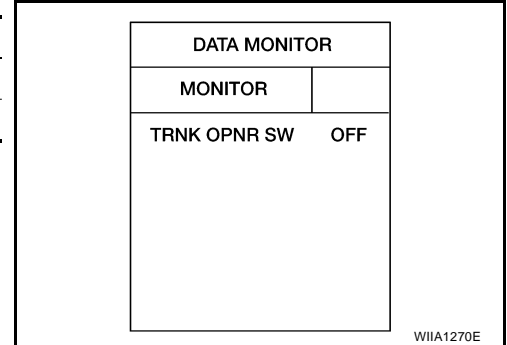 DATA MONITOR
MONITOR
TRNK OPNR SW OFF
WIIA1270E